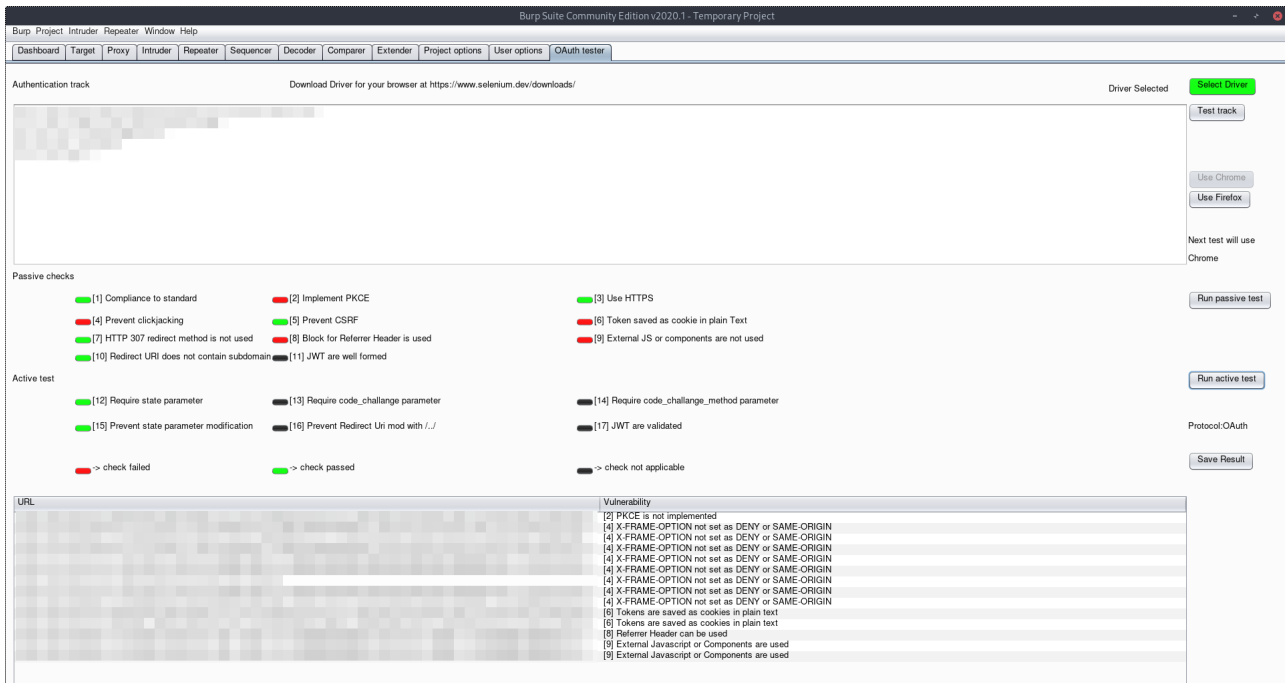 Burp Suite Community Edition v2020.1 - Temporary Project
Burp Project Intruder Repeater Window Help
Dashboard Target Proxy Intruder Repeater Sequencer Decoder Comparer Extender Project options User options OAuth tester
Authentication track Download Driver for your browser at https://www.selenium.dev/downloads/ Driver Selected Select Driver
Test track
Use Chrome
Use Firefox
Next test will use
Chrome
Passive checks
[1] Compliance to standard [2] Implement PKCE [3] Use HTTPS Run passive test
[4] Prevent clickjacking [5] Prevent CSRF [6] Token saved as cookie in plain Text
[7] HTTP 307 redirect method is not used [8] Block for Referrer Header is used [9] External JS or components are not used
[10] Redirect URI does not contain subdomain [11] JWT are well formed
Active test Run active test
[12] Require state parameter [13] Require code_challange parameter [14] Require code_challange_method parameter
[15] Prevent state parameter modification [16] Prevent Redirect Uri mod with /../ [17] JWT are validated Protocol:OAuth
-> check failed -> check passed -> check not applicable Save Result
URL Vulnerability
[2] PKCE is not implemented
[4] X-FRAME-OPTION not set as DENY or SAME-ORIGIN
[4] X-FRAME-OPTION not set as DENY or SAME-ORIGIN
[4] X-FRAME-OPTION not set as DENY or SAME-ORIGIN
[4] X-FRAME-OPTION not set as DENY or SAME-ORIGIN
[4] X-FRAME-OPTION not set as DENY or SAME-ORIGIN
[4] X-FRAME-OPTION not set as DENY or SAME-ORIGIN
[4] X-FRAME-OPTION not set as DENY or SAME-ORIGIN
[4] X-FRAME-OPTION not set as DENY or SAME-ORIGIN
[6] Tokens are saved as cookies in plain text
[6] Tokens are saved as cookies in plain text
[8] Referrer Header can be used
[9] External Javascript or Components are used
[9] External Javascript or Components are used